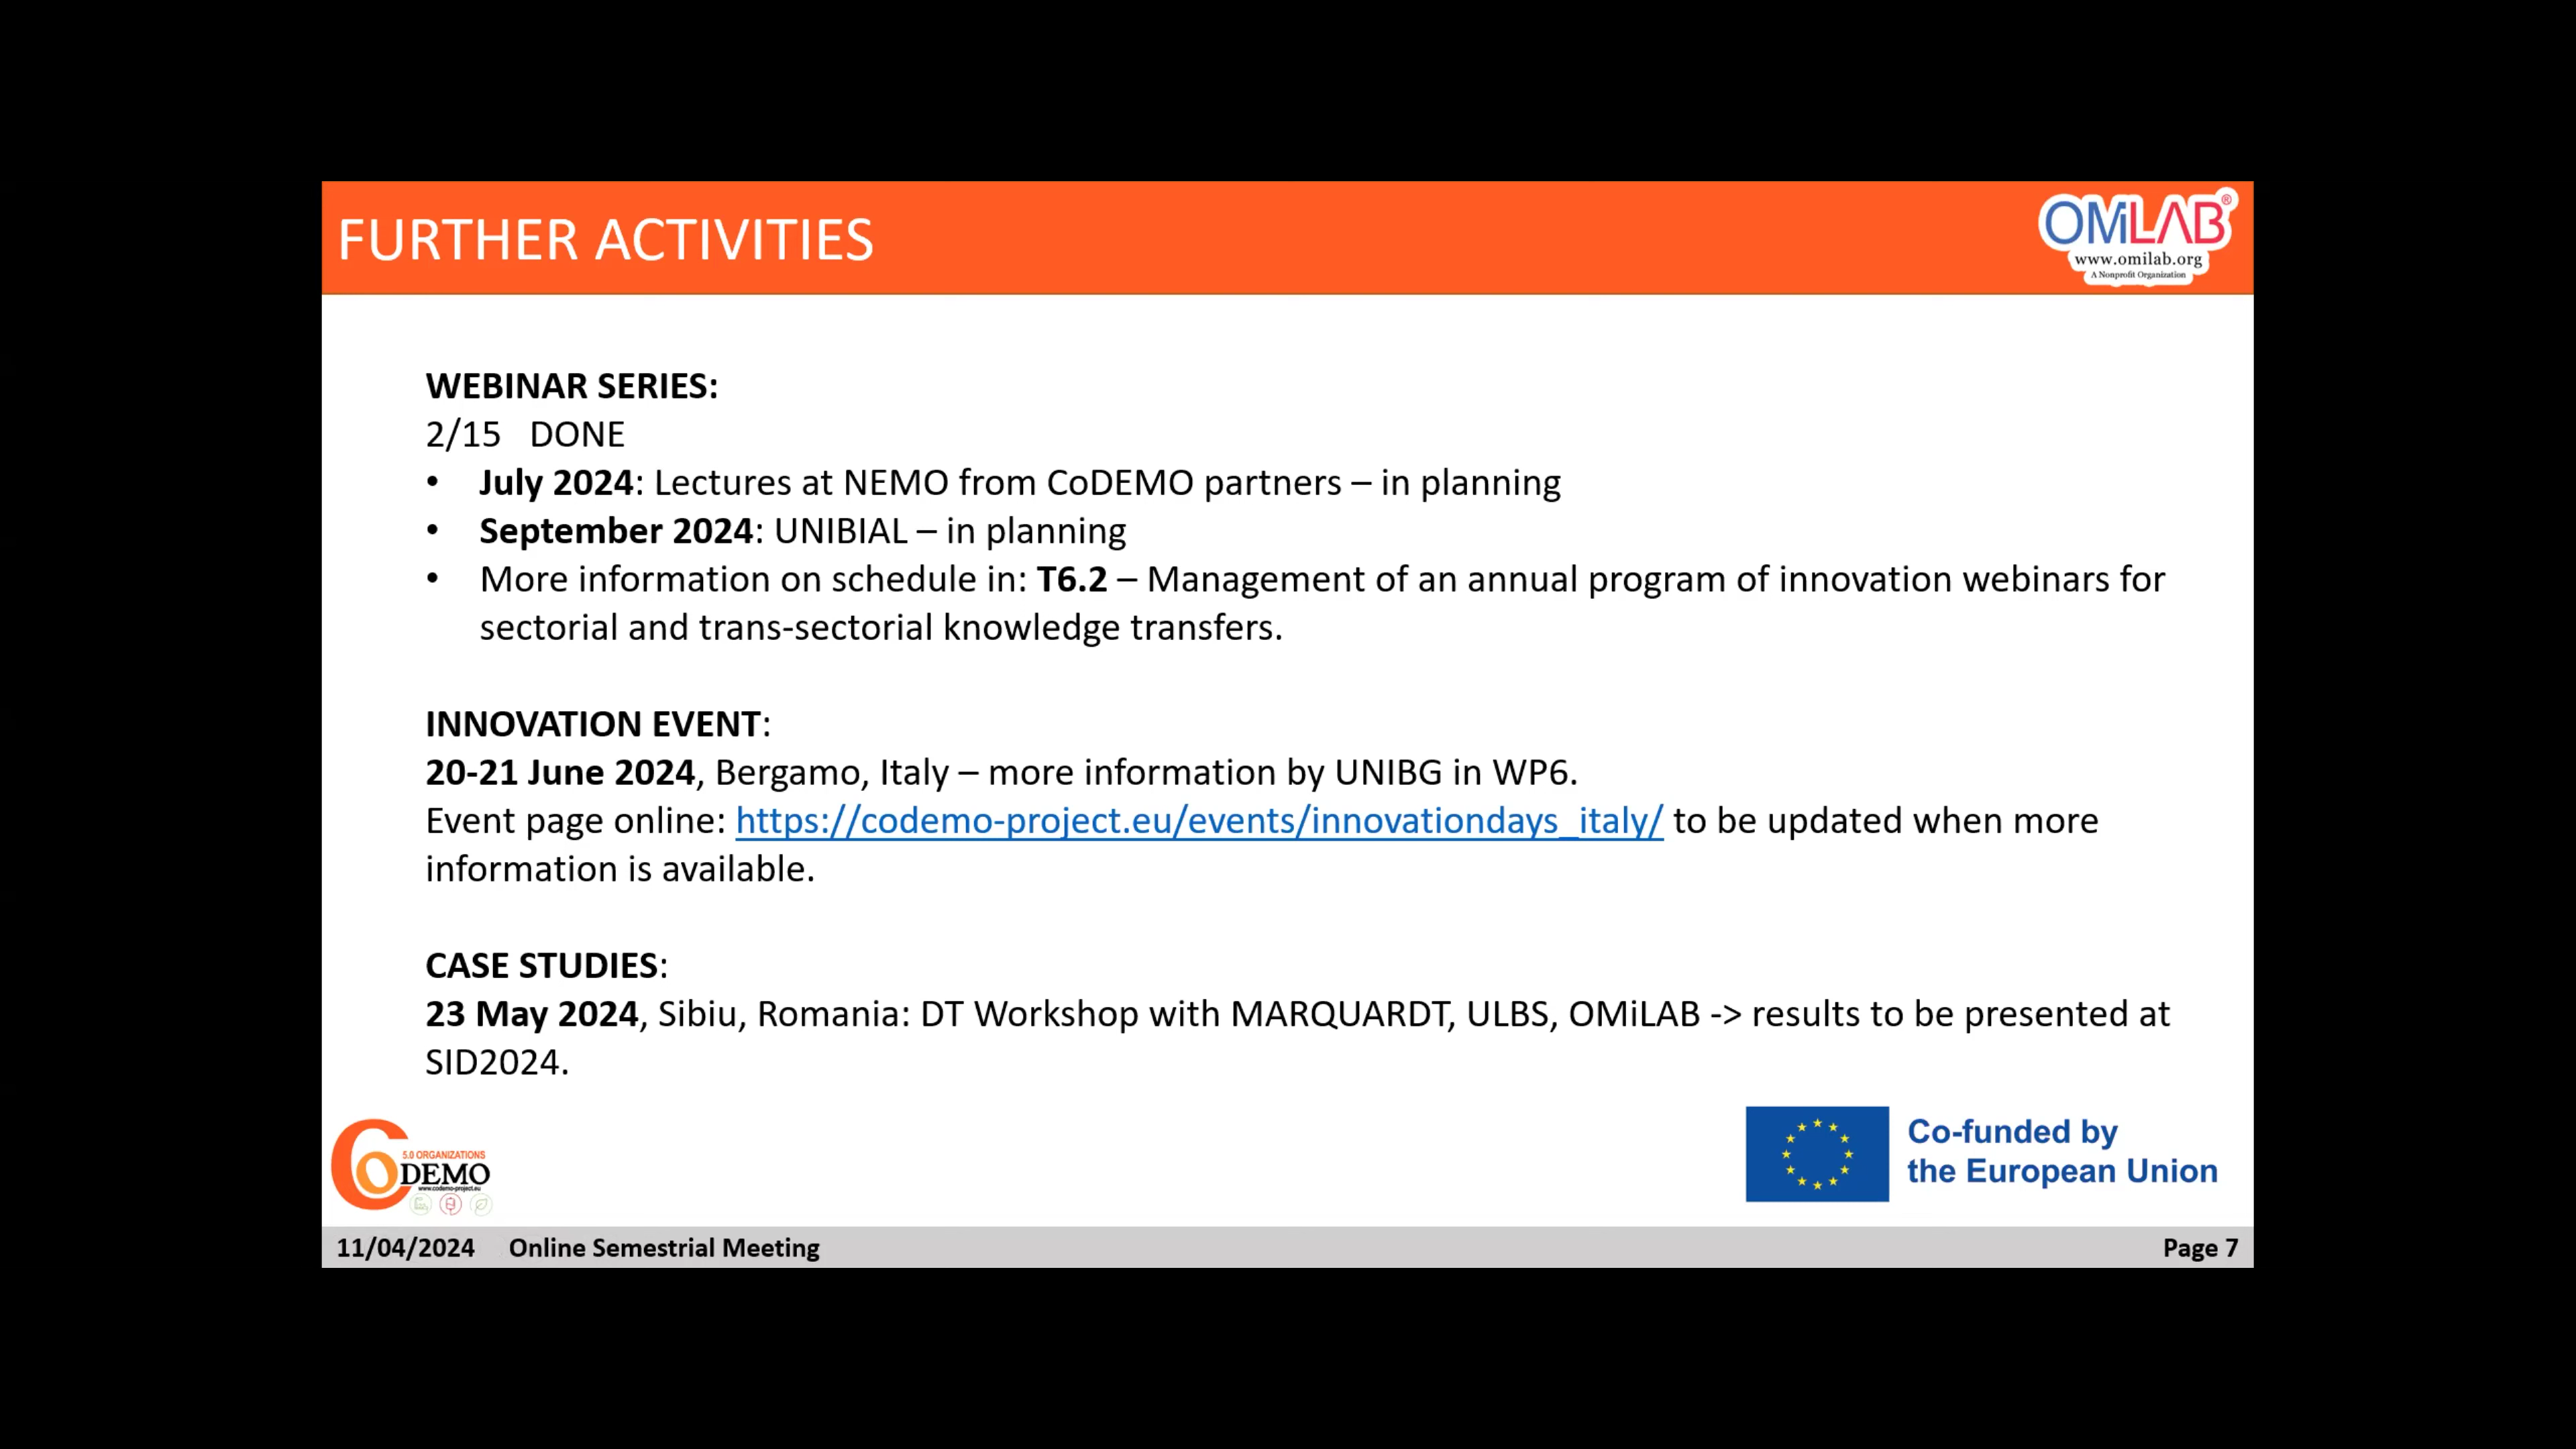 FURTHER ACTIVITIES
OMiLAB®
www.omilab.org
A Nonprofit Organization
WEBINAR SERIES:
2/15 DONE
• July 2024: Lectures at NEMO from CoDEMO partners – in planning
• September 2024: UNIBIAL – in planning
• More information on schedule in: T6.2 – Management of an annual program of innovation webinars for
sectorial and trans-sectorial knowledge transfers.
INNOVATION EVENT:
20-21 June 2024, Bergamo, Italy – more information by UNIBG in WP6.
Event page online: https://codemo-project.eu/events/innovationdays_italy/ to be updated when more
information is available.
CASE STUDIES:
23 May 2024, Sibiu, Romania: DT Workshop with MARQUARDT, ULBS, OMiLAB -> results to be presented at
SID2024.
5.0 ORGANIZATIONS
CoDEMO
www.codemo-project.eu
Co-funded by
the European Union
11/04/2024 Online Semestrial Meeting
Page 7